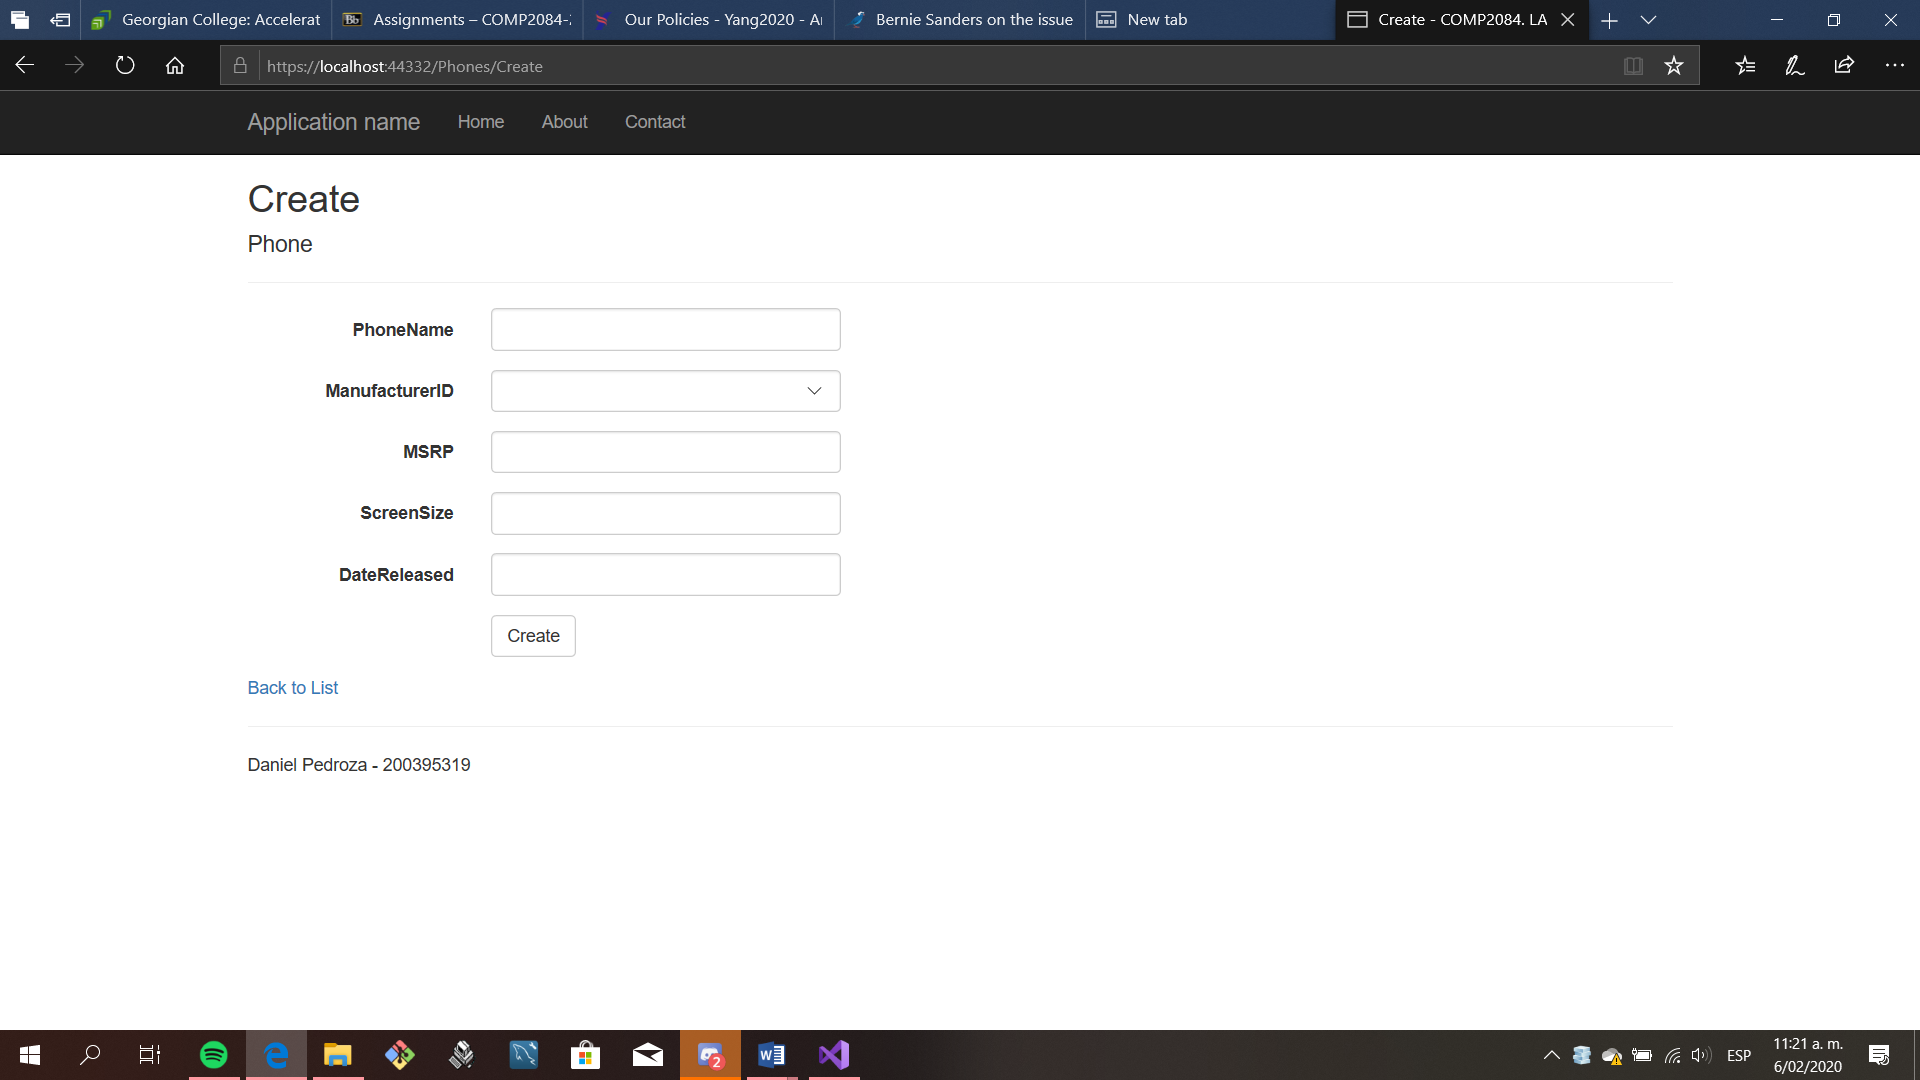 Georgian College: Accelerat
Assignments – COMP2084-2
Our Policies - Yang2020 - A
Bernie Sanders on the issue
New tab
Create - COMP2084. LA
https://localhost:44332/Phones/Create
Application name
Home
About
Contact
Create
Phone
PhoneName
ManufacturerID
MSRP
ScreenSize
DateReleased
Create
Back to List
Daniel Pedroza - 200395319
2
ESP
11:21 a. m.
6/02/2020